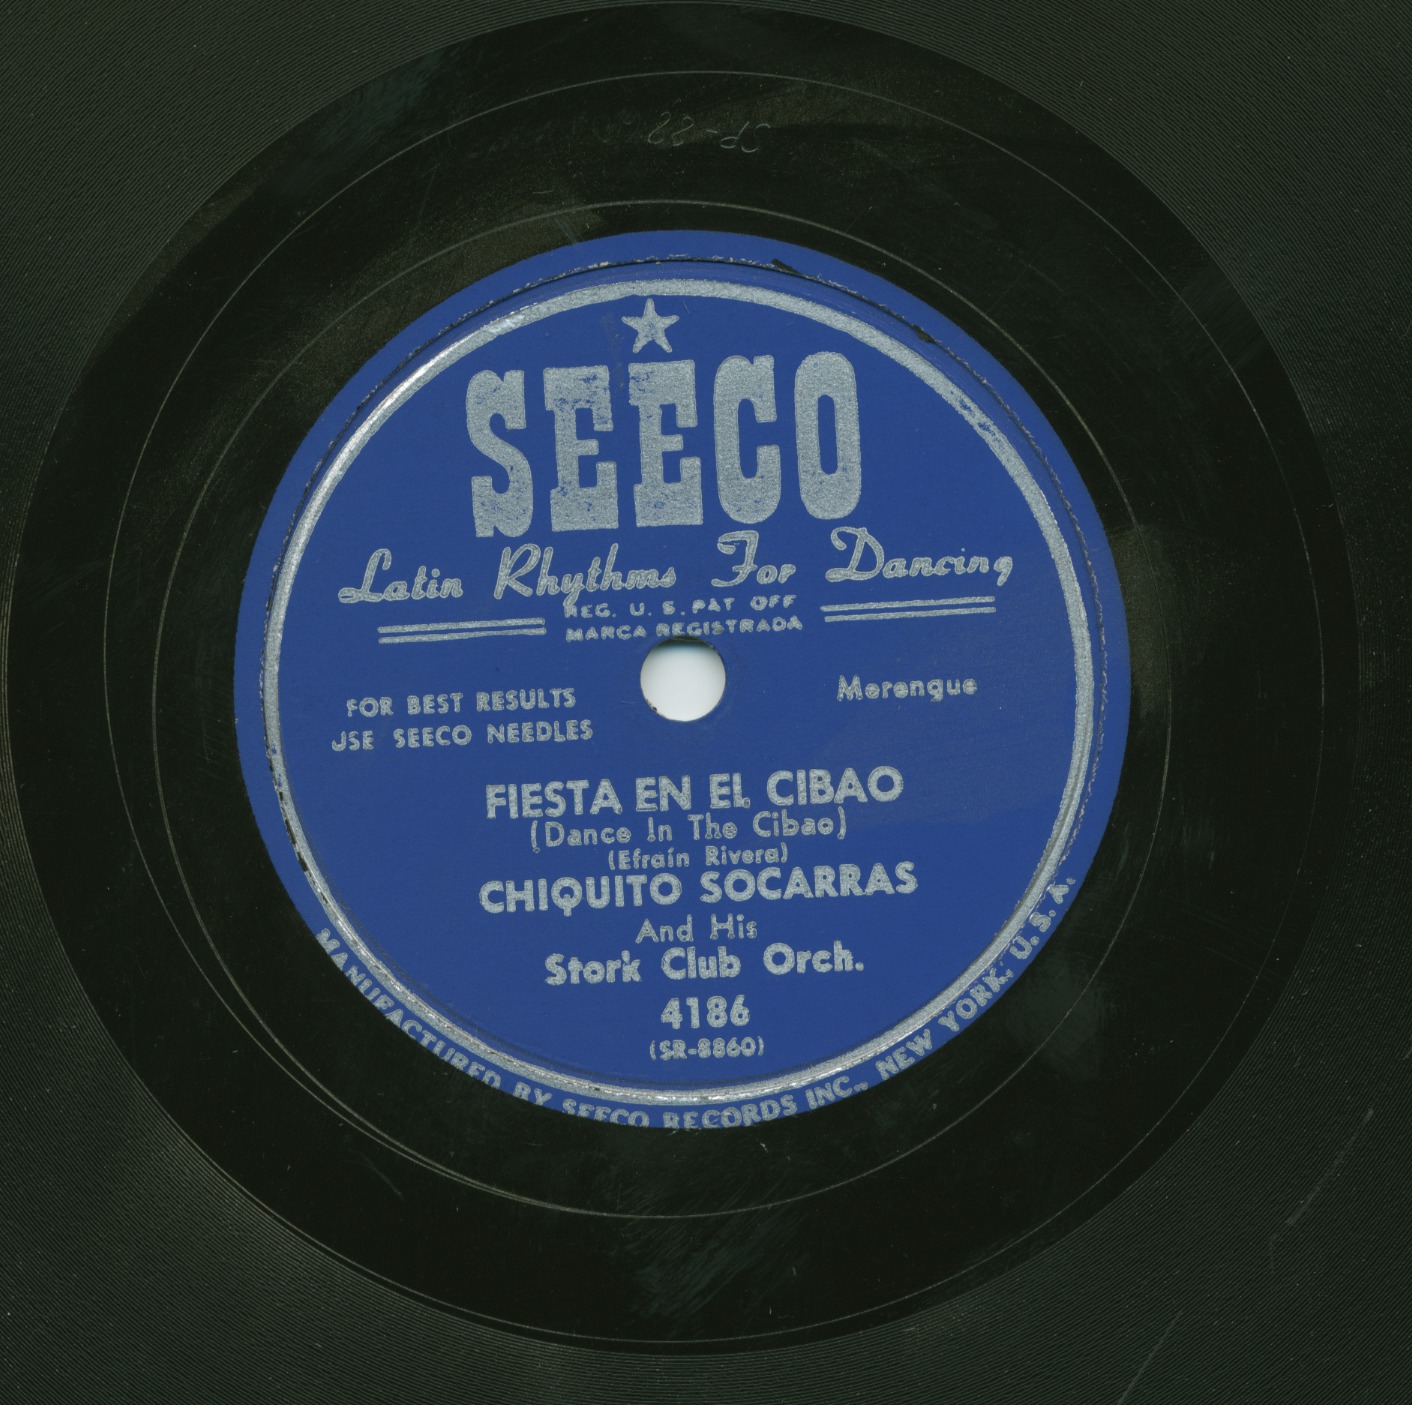 SEECO
Latin Rhythms For Dancing
REG. U. S. PAT OFF
MARCA REGISTRADA
FOR BEST RESULTS
USE SEECO NEEDLES
Merengue
FIESTA EN EL CIBAO
(Dance In The Cibao)
(Efraín Rivera)
CHIQUITO SOCARRAS
And His
Stork Club Orch.
4186
(SR-8860)
MANUFACTURED BY SEECO RECORDS INC., NEW YORK, U. S. A.